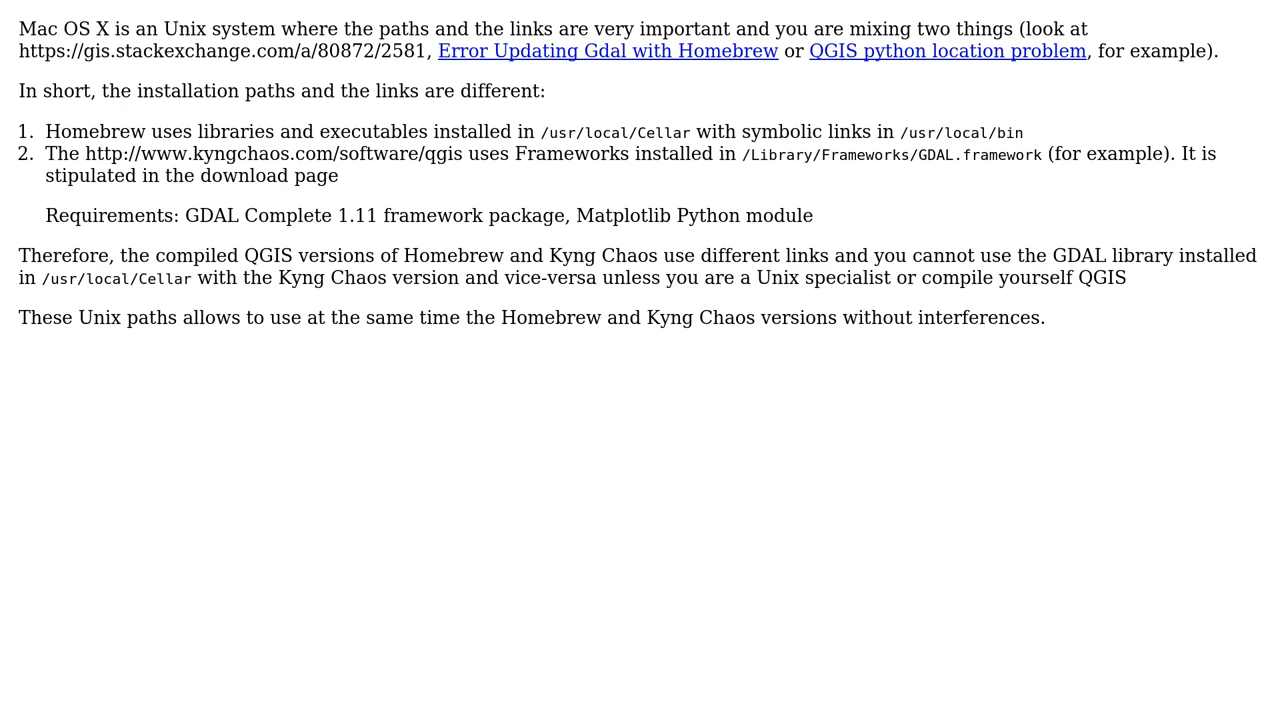 Mac OS X is an Unix system where the paths and the links are very important and you are mixing two things (look at
https://gis.stackexchange.com/a/80872/2581, Error Updating Gdal with Homebrew or QGIS python location problem, for example).
In short, the installation paths and the links are different:
1. Homebrew uses libraries and executables installed in /usr/local/Cellar with symbolic links in /usr/local/bin
2. The http://www.kyngchaos.com/software/qgis uses Frameworks installed in /Library/Frameworks/GDAL.framework (for example). It is
stipulated in the download page
Requirements: GDAL Complete 1.11 framework package, Matplotlib Python module
Therefore, the compiled QGIS versions of Homebrew and Kyng Chaos use different links and you cannot use the GDAL library installed
in /usr/local/Cellar with the Kyng Chaos version and vice-versa unless you are a Unix specialist or compile yourself QGIS
These Unix paths allows to use at the same time the Homebrew and Kyng Chaos versions without interferences.